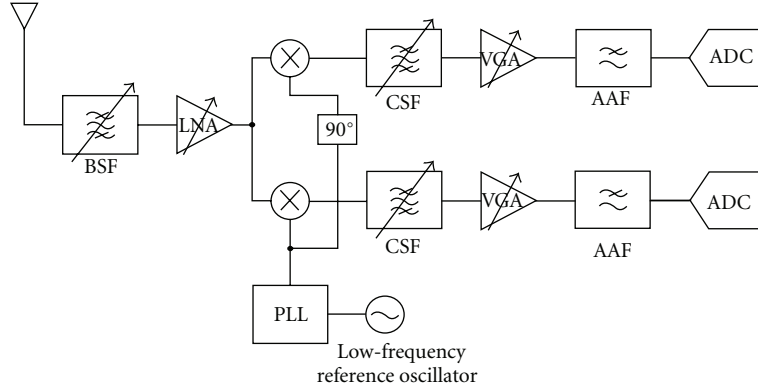 VGA
ADC
CSF
AAF
LNA
90°
BSF
VGA
ADC
CSF
AAF
PLL
Low-frequency
reference oscillator